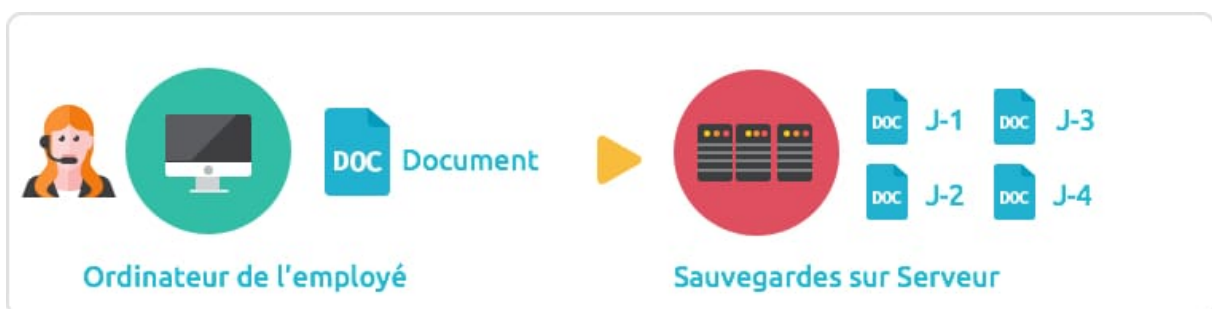 DOC Document
DOC J-1 DOC J-3
DOC J-2 DOC J-4
Ordinateur de l'employé
Sauvegardes sur Serveur